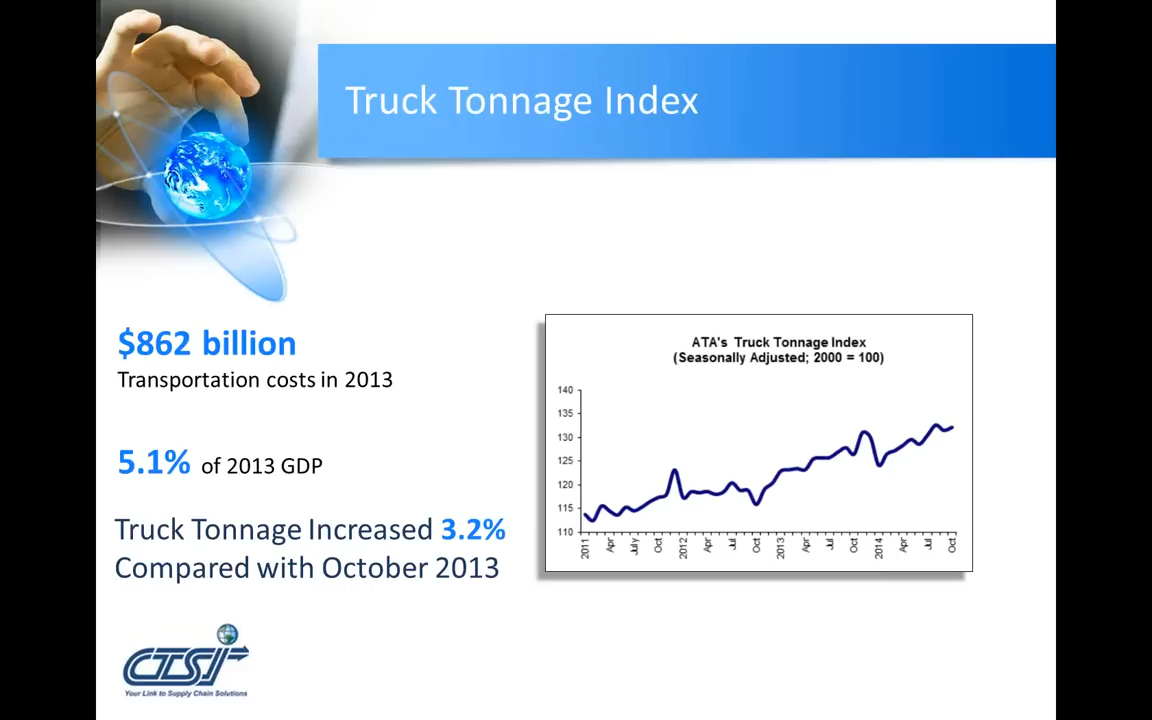 Truck Tonnage Index
$862 billion
Transportation costs in 2013
5.1% of 2013 GDP
Truck Tonnage Increased 3.2%
Compared with October 2013
ATA's Truck Tonnage Index
(Seasonally Adjusted; 2000 = 100)
140
135
130
125
120
115
110
2011 Apr July Oct 2012 Apr Jul Oct 2013 Apr Jul Oct 2014 Apr Jul Oct
CTSI
Your Link to Supply Chain Solutions